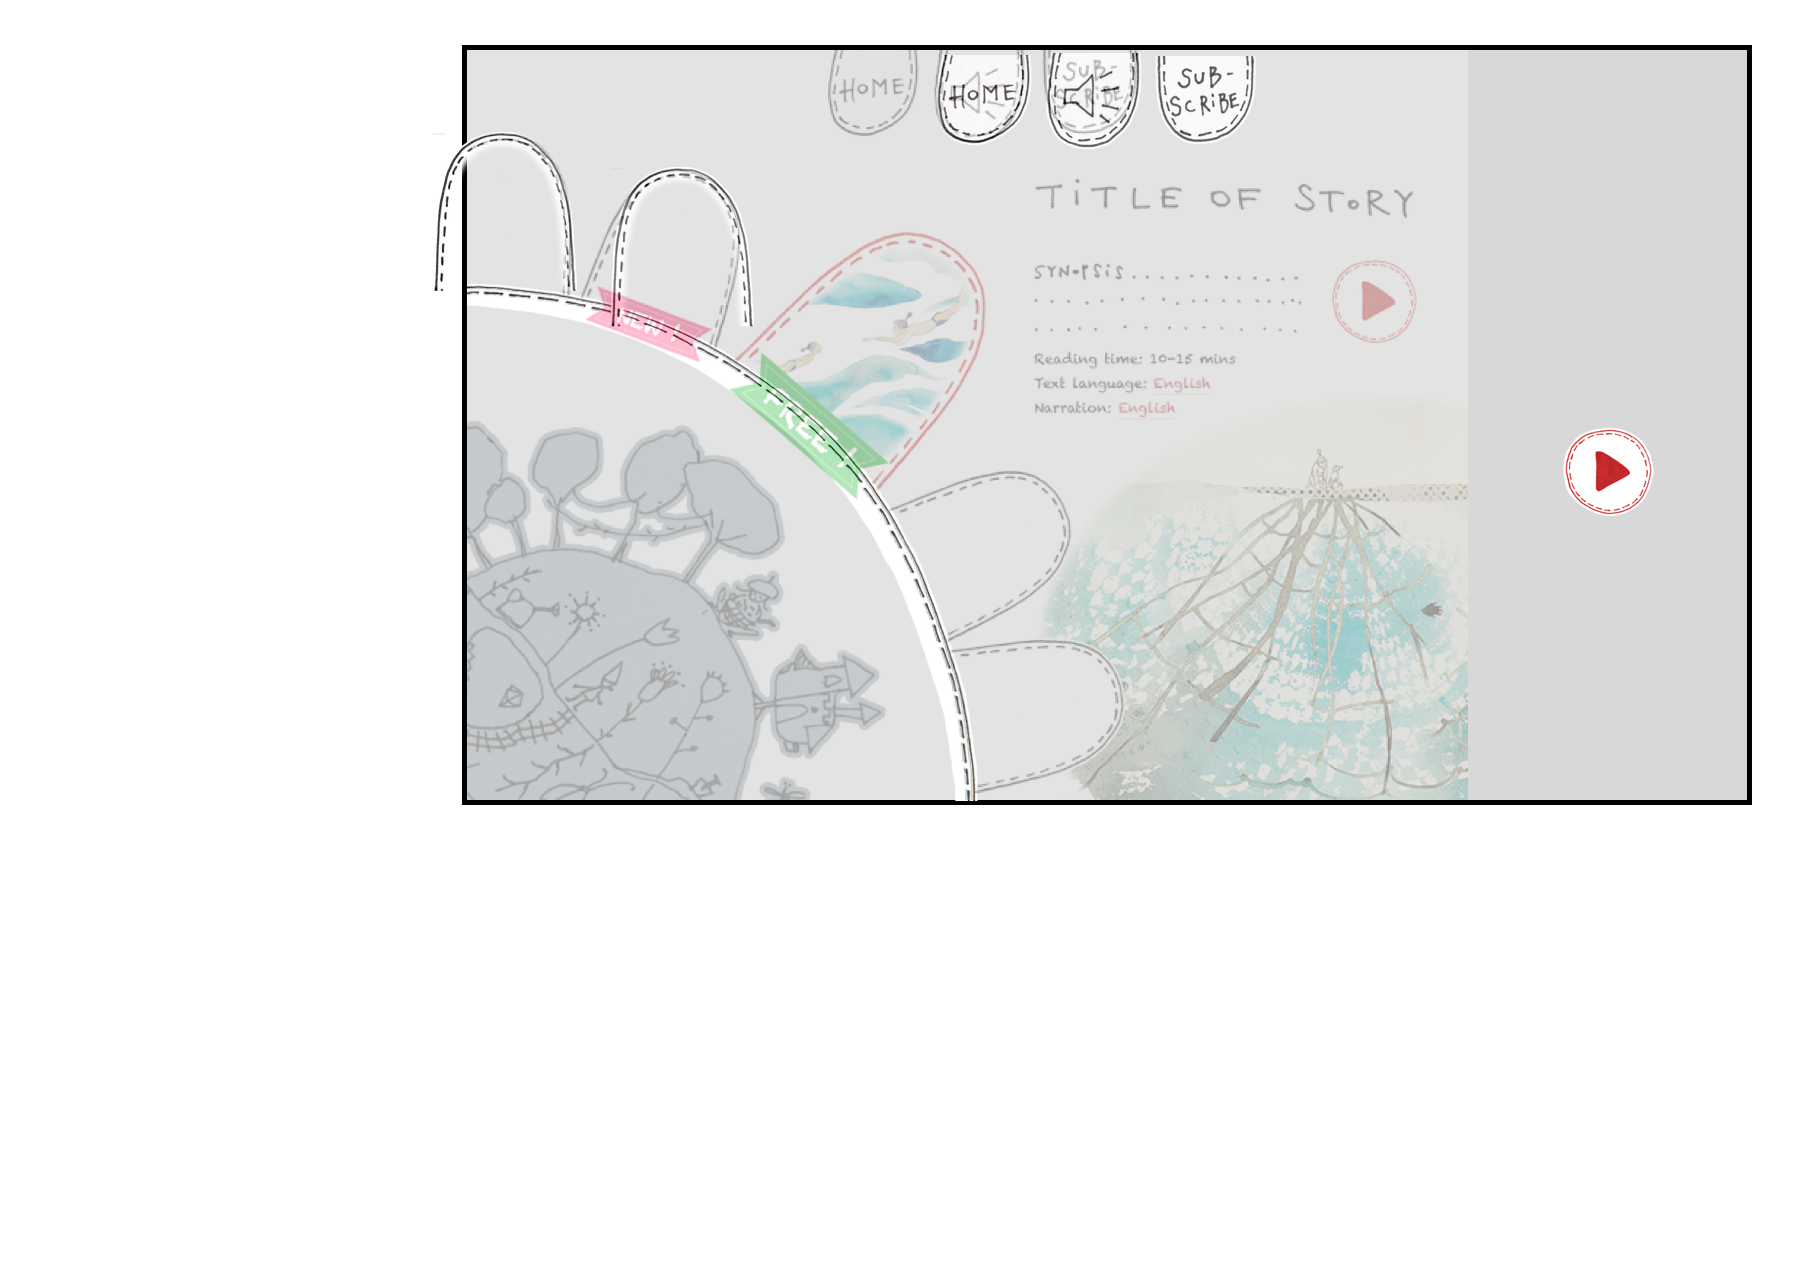 HOME
HOME
SUB-
SCRiBE
SUB-
SCRiBE
TiTLE OF SToRY
SYNoPSiS
NEW !
FREE !
Reading time: 10-15 mins
Text language: English
Narration: English